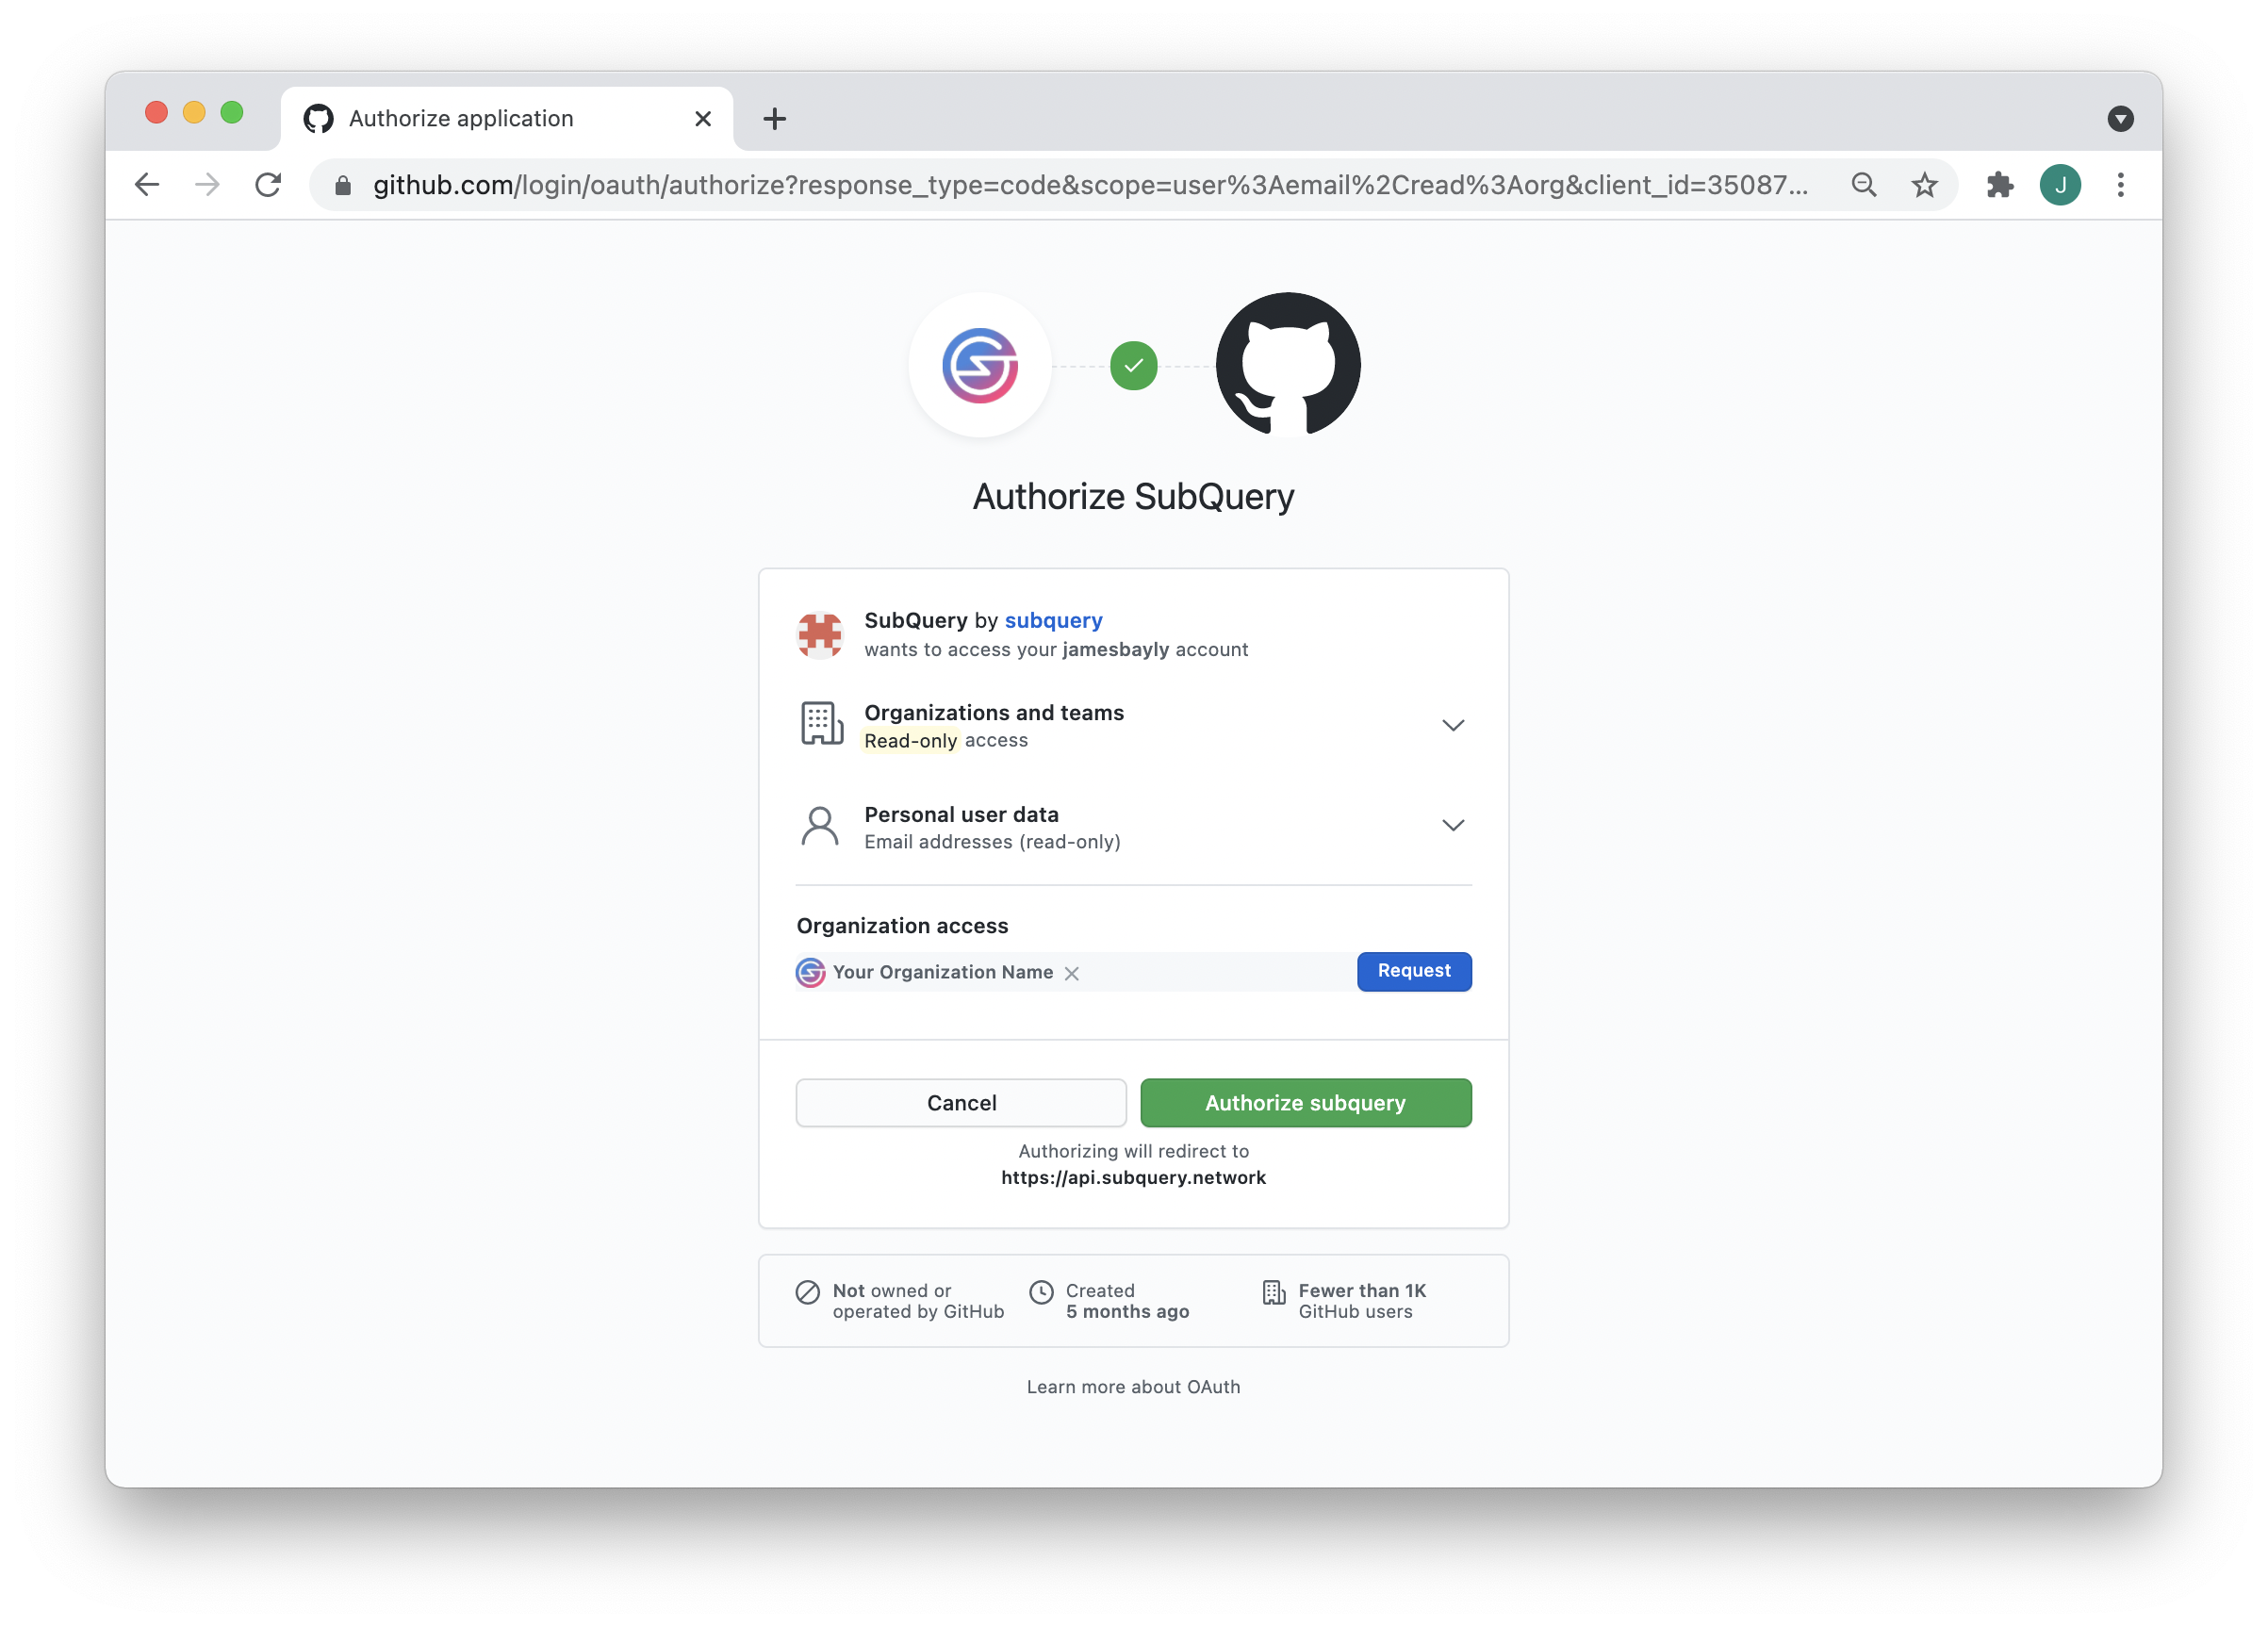 Authorize application
github.com/login/oauth/authorize?response_type=code&scope=user%3Aemail%2Cread%3Aorg&client_id=35087...
J
Authorize SubQuery
SubQuery by subquery
wants to access your jamesbayly account
Organizations and teams
Read-only access
Personal user data
Email addresses (read-only)
Organization access
Your Organization Name
Request
Cancel
Authorize subquery
Authorizing will redirect to
https://api.subquery.network
Not owned or
operated by GitHub
Created
5 months ago
Fewer than 1K
GitHub users
Learn more about OAuth